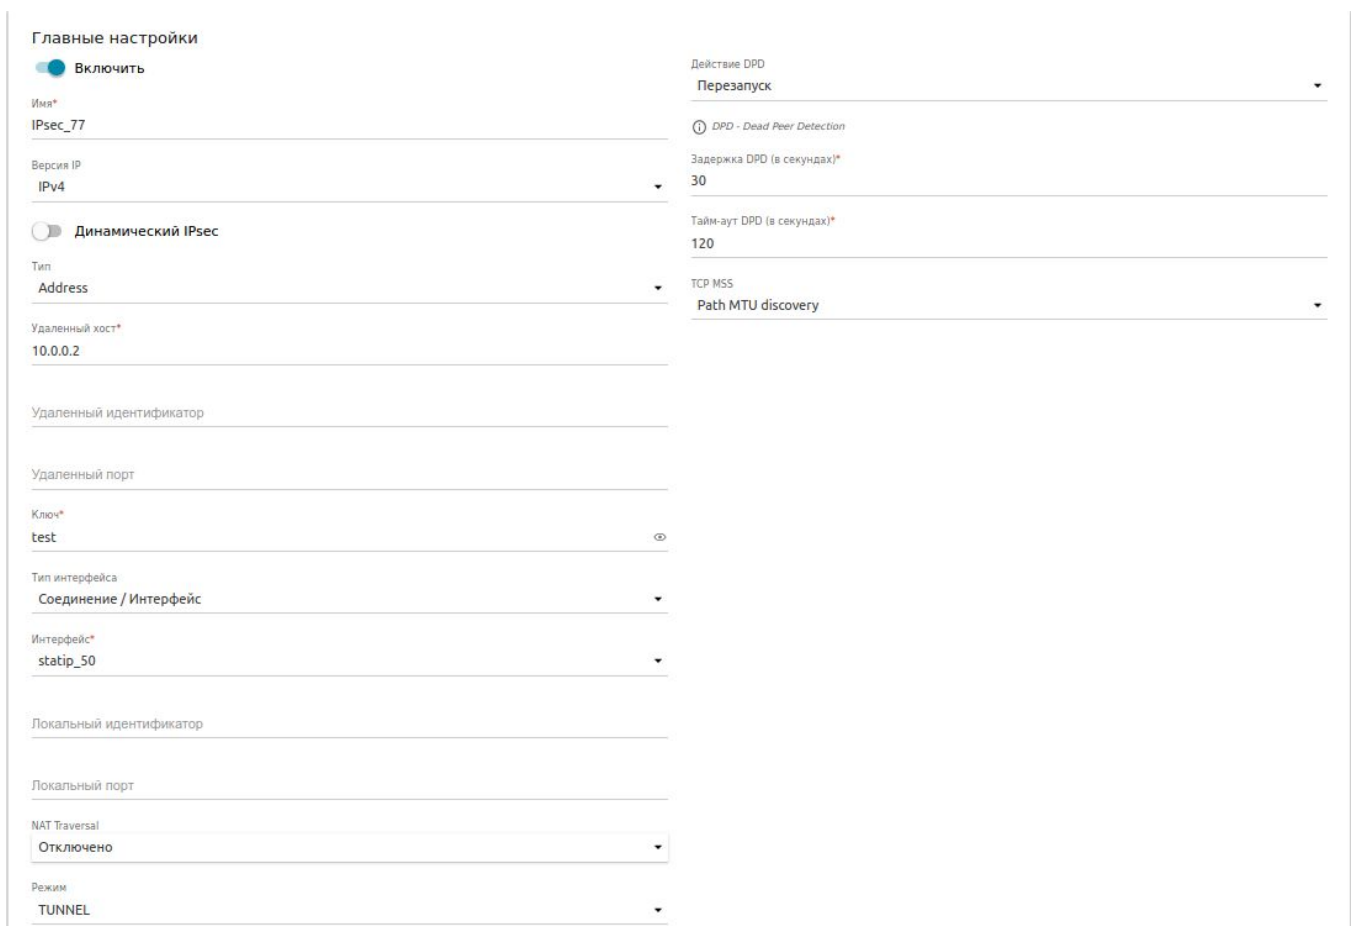 Главные настройки
Включить
Имя*
IPsec_77
Версия IP
IPv4
Динамический IPsec
Тип
Address
Удаленный хост*
10.0.0.2
Удаленный идентификатор
Удаленный порт
Ключ*
test
Тип интерфейса
Соединение / Интерфейс
Интерфейс*
statip_50
Локальный идентификатор
Локальный порт
NAT Traversal
Отключено
Режим
TUNNEL
Действие DPD
Перезапуск
DPD - Dead Peer Detection
Задержка DPD (в секундах)*
30
Тайм-аут DPD (в секундах)*
120
TCP MSS
Path MTU discovery